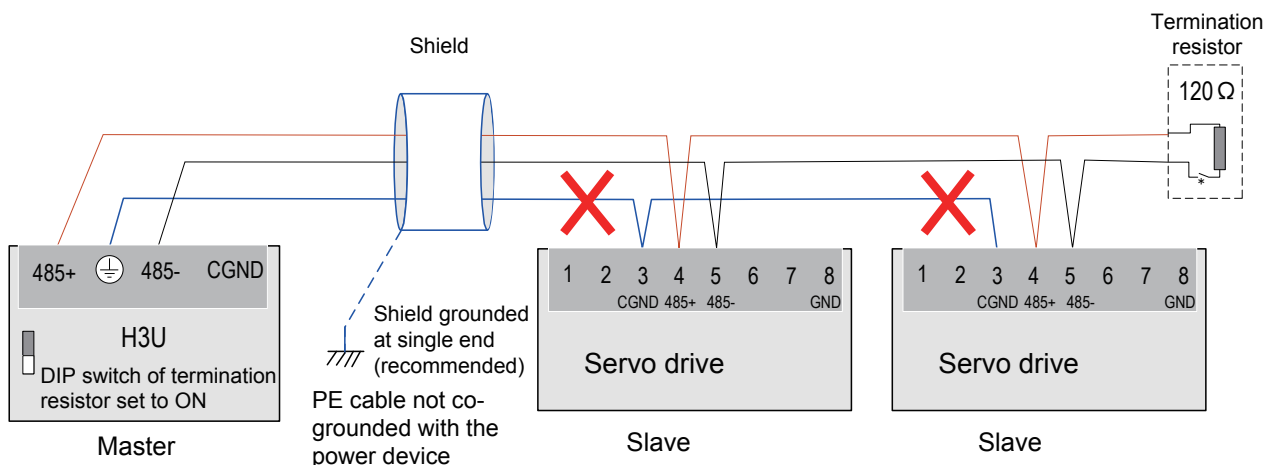 Termination
resistor
Shield
120 Ω
*
485+ 485- CGND
H3U
DIP switch of termination
resistor set to ON
Master
Shield grounded
at single end
(recommended)
PE cable not co-
grounded with the
power device
1 2 3 4 5 6 7 8
CGND 485+ 485- GND
Servo drive
Slave
1 2 3 4 5 6 7 8
CGND 485+ 485- GND
Servo drive
Slave